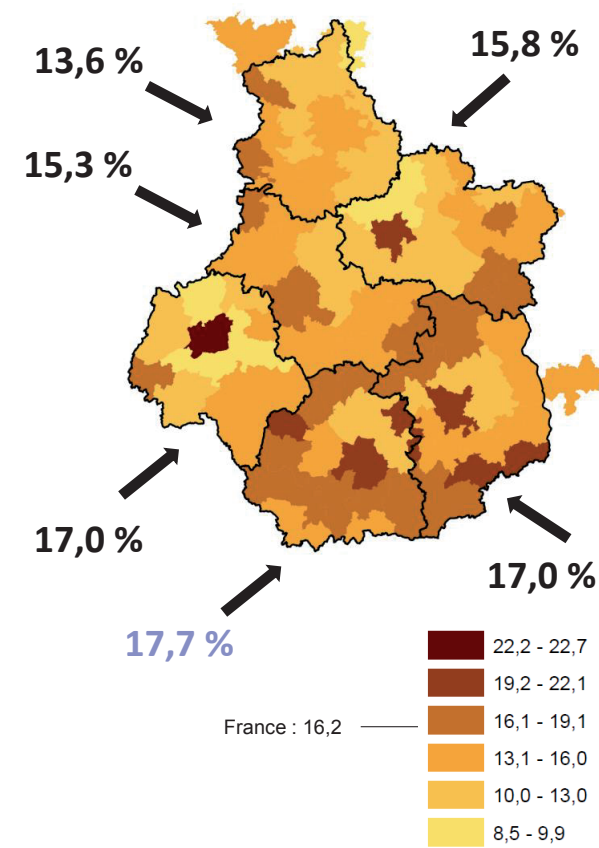 13,6 %
15,8 %
15,3 %
17,0 %
17,0 %
17,7 %
22,2 - 22,7
19,2 - 22,1
France : 16,2
16,1 - 19,1
13,1 - 16,0
10,0 - 13,0
8,5 - 9,9